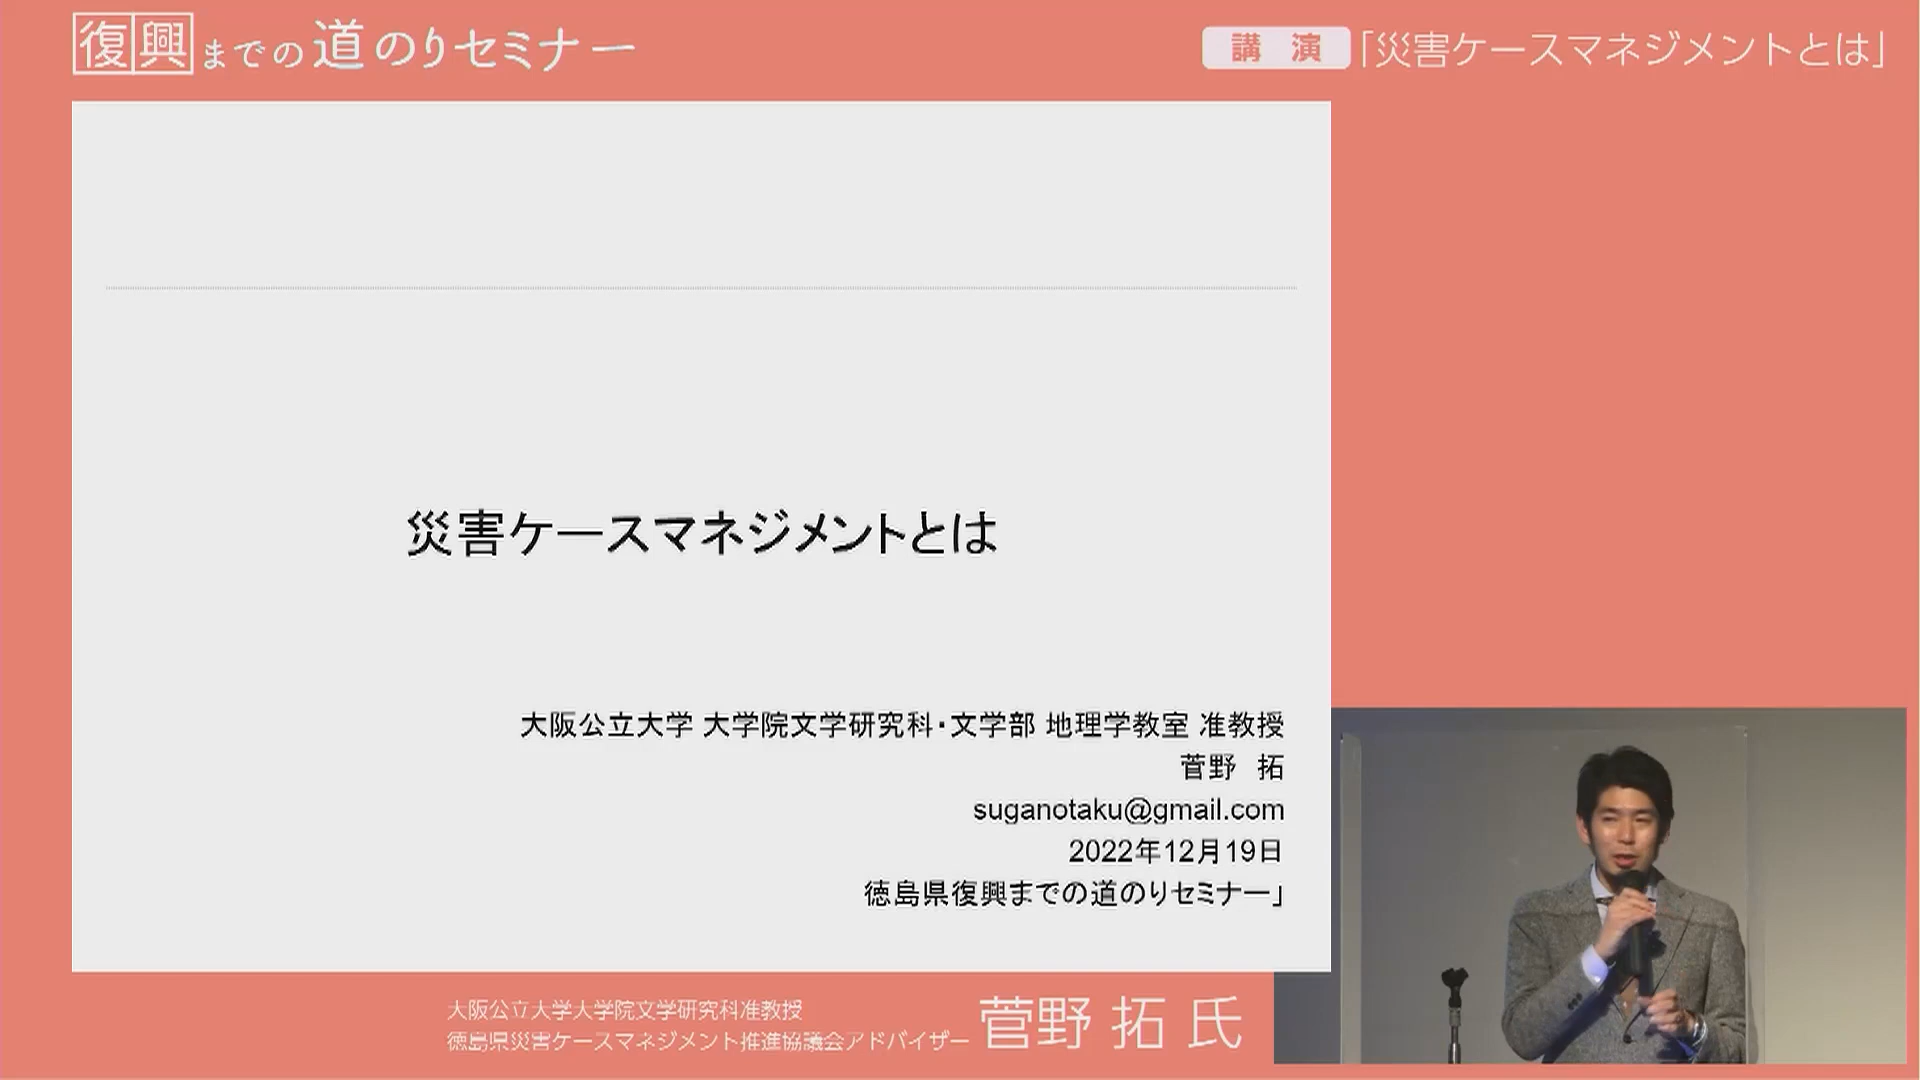 復興までの道のりセミナー
講演「災害ケースマネジメントとは」
災害ケースマネジメントとは
大阪公立大学 大学院文学研究科・文学部 地理学教室 准教授
菅野 拓
suganotaku@gmail.com
2022年12月19日
徳島県復興までの道のりセミナー」
大阪公立大学大学院文学研究科准教授
徳島県災害ケースマネジメント推進協議会アドバイザー
菅野 拓 氏